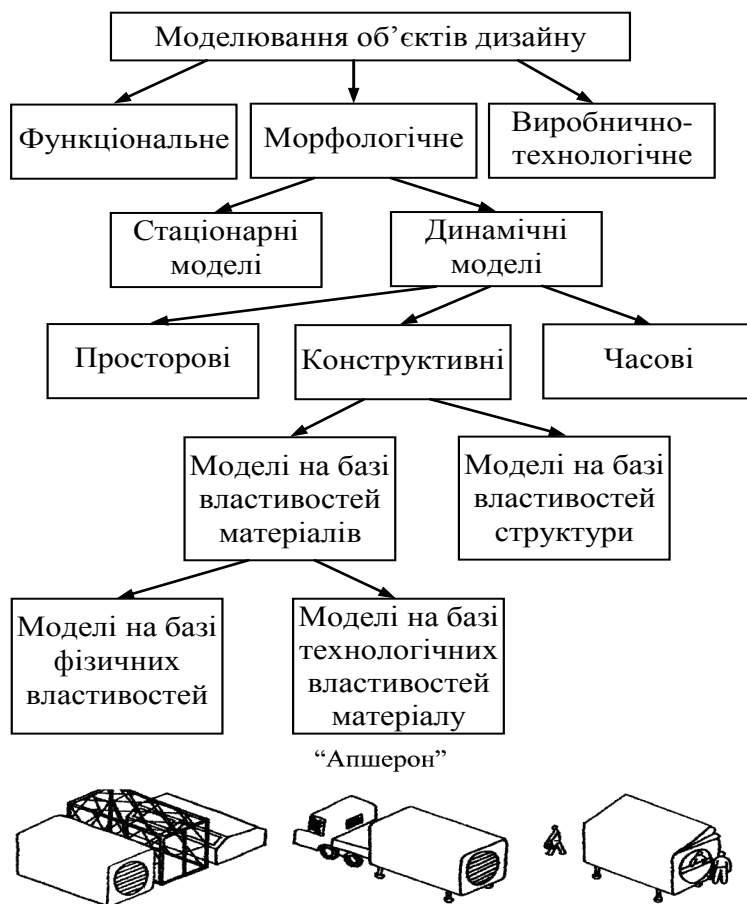 Моделювання об’єктів дизайну
Функціональне
Морфологічне
Виробничо-
технологічне
Стаціонарні
моделі
Динамічні
моделі
Просторові
Конструктивні
Часові
Моделі на базі
властивостей
матеріалів
Моделі на базі
властивостей
структури
Моделі на базі
фізичних
властивостей
Моделі на базі
технологічних
властивостей
матеріалу
“Апшерон”